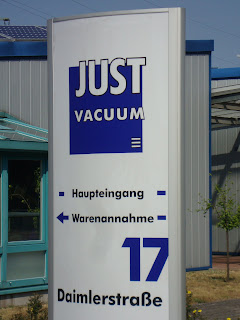 JUST
VACUUM
Haupteingang
Warenannahme
17
Daimlerstraße